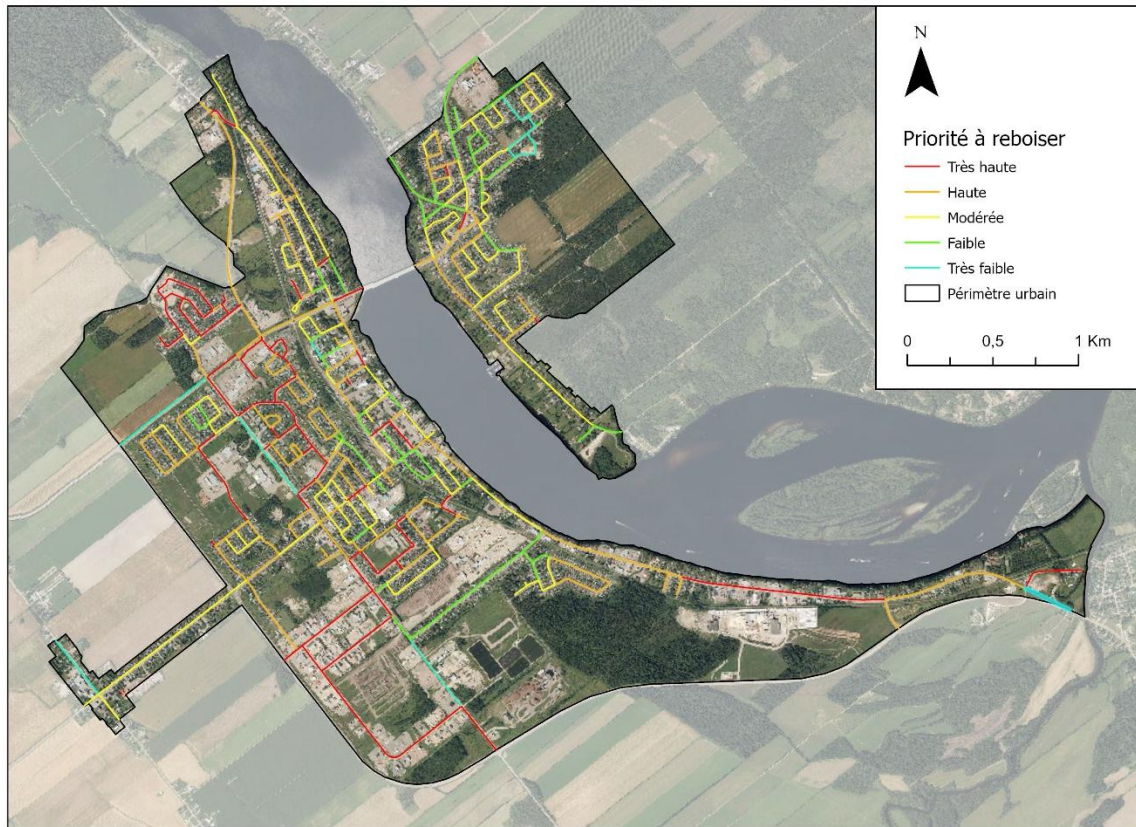 N
Priorité à reboiser
Très haute
Haute
Modérée
Faible
Très faible
Périmètre urbain
0 0,5 1 Km